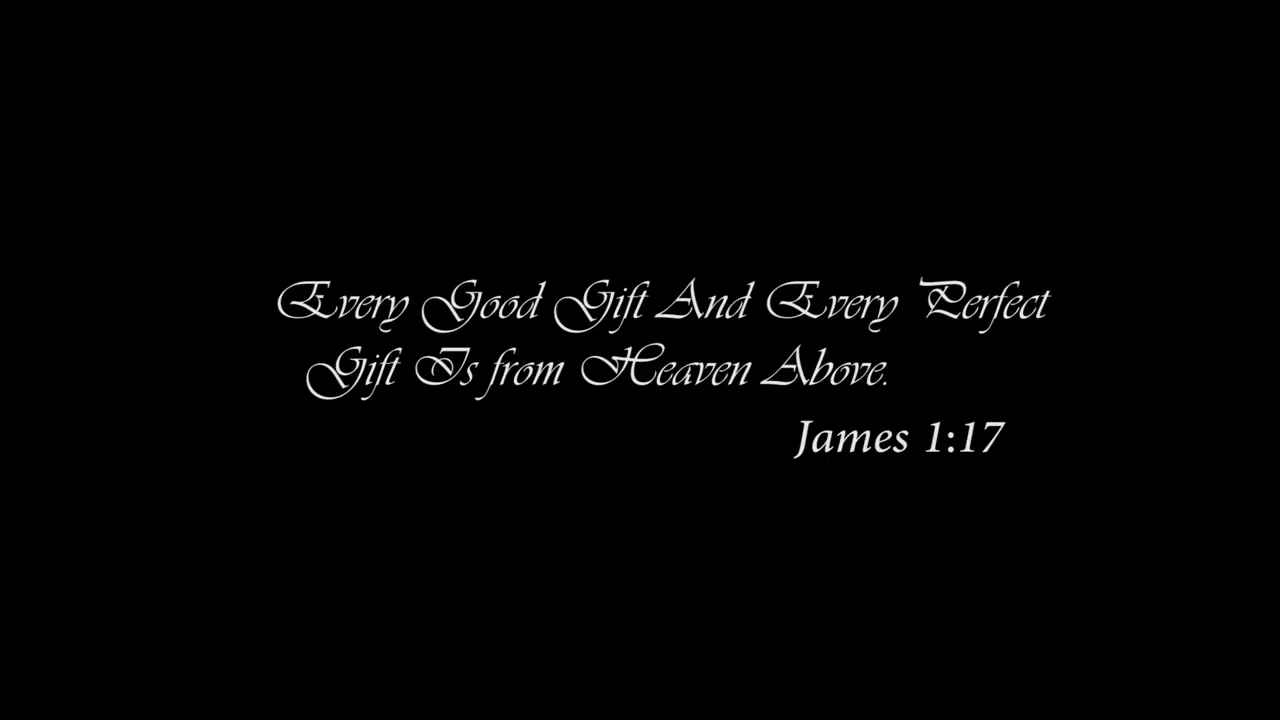 Every Good Gift And Every Perfect
Gift Is from Heaven Above.
James 1:17